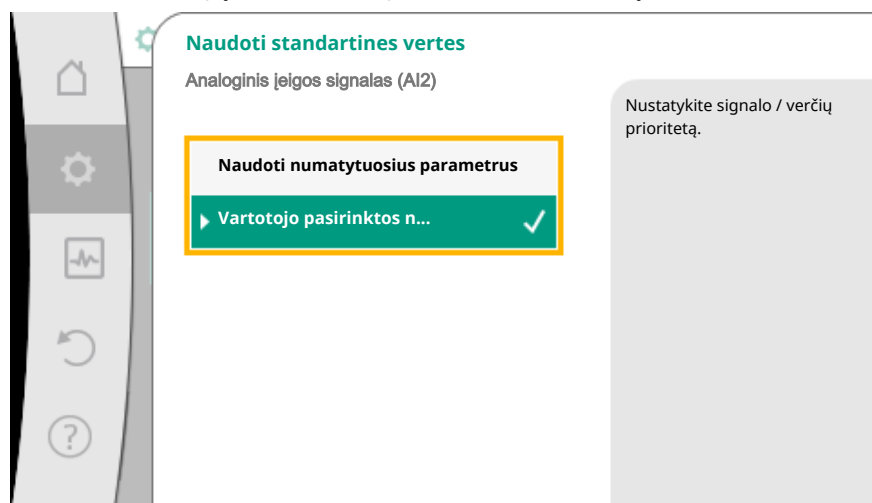 Naudoti standartines vertes
Analoginis įeigos signalas (AI2)
Nustatykite signalo / verčių
prioritetą.
Naudoti numatytuosius parametrus
Vartotojo pasirinktos n...
?